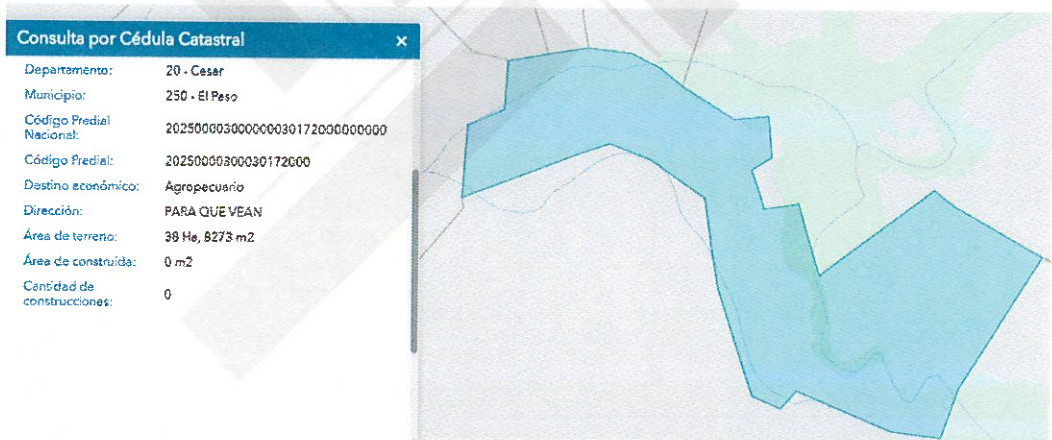 Consulta por Cédula Catastral ×
Departamento: 20 - Cesar
Municipio: 250 - El Paso
Código Predial
Nacional: 202500003000000030172000000000
Código Predial: 20250000300030172000
Destino económico: Agropecuario
Dirección: PARA QUE VEAN
Área de terreno: 38 Ha, 8273 m2
Área de construida: 0 m2
Cantidad de
construcciones: 0